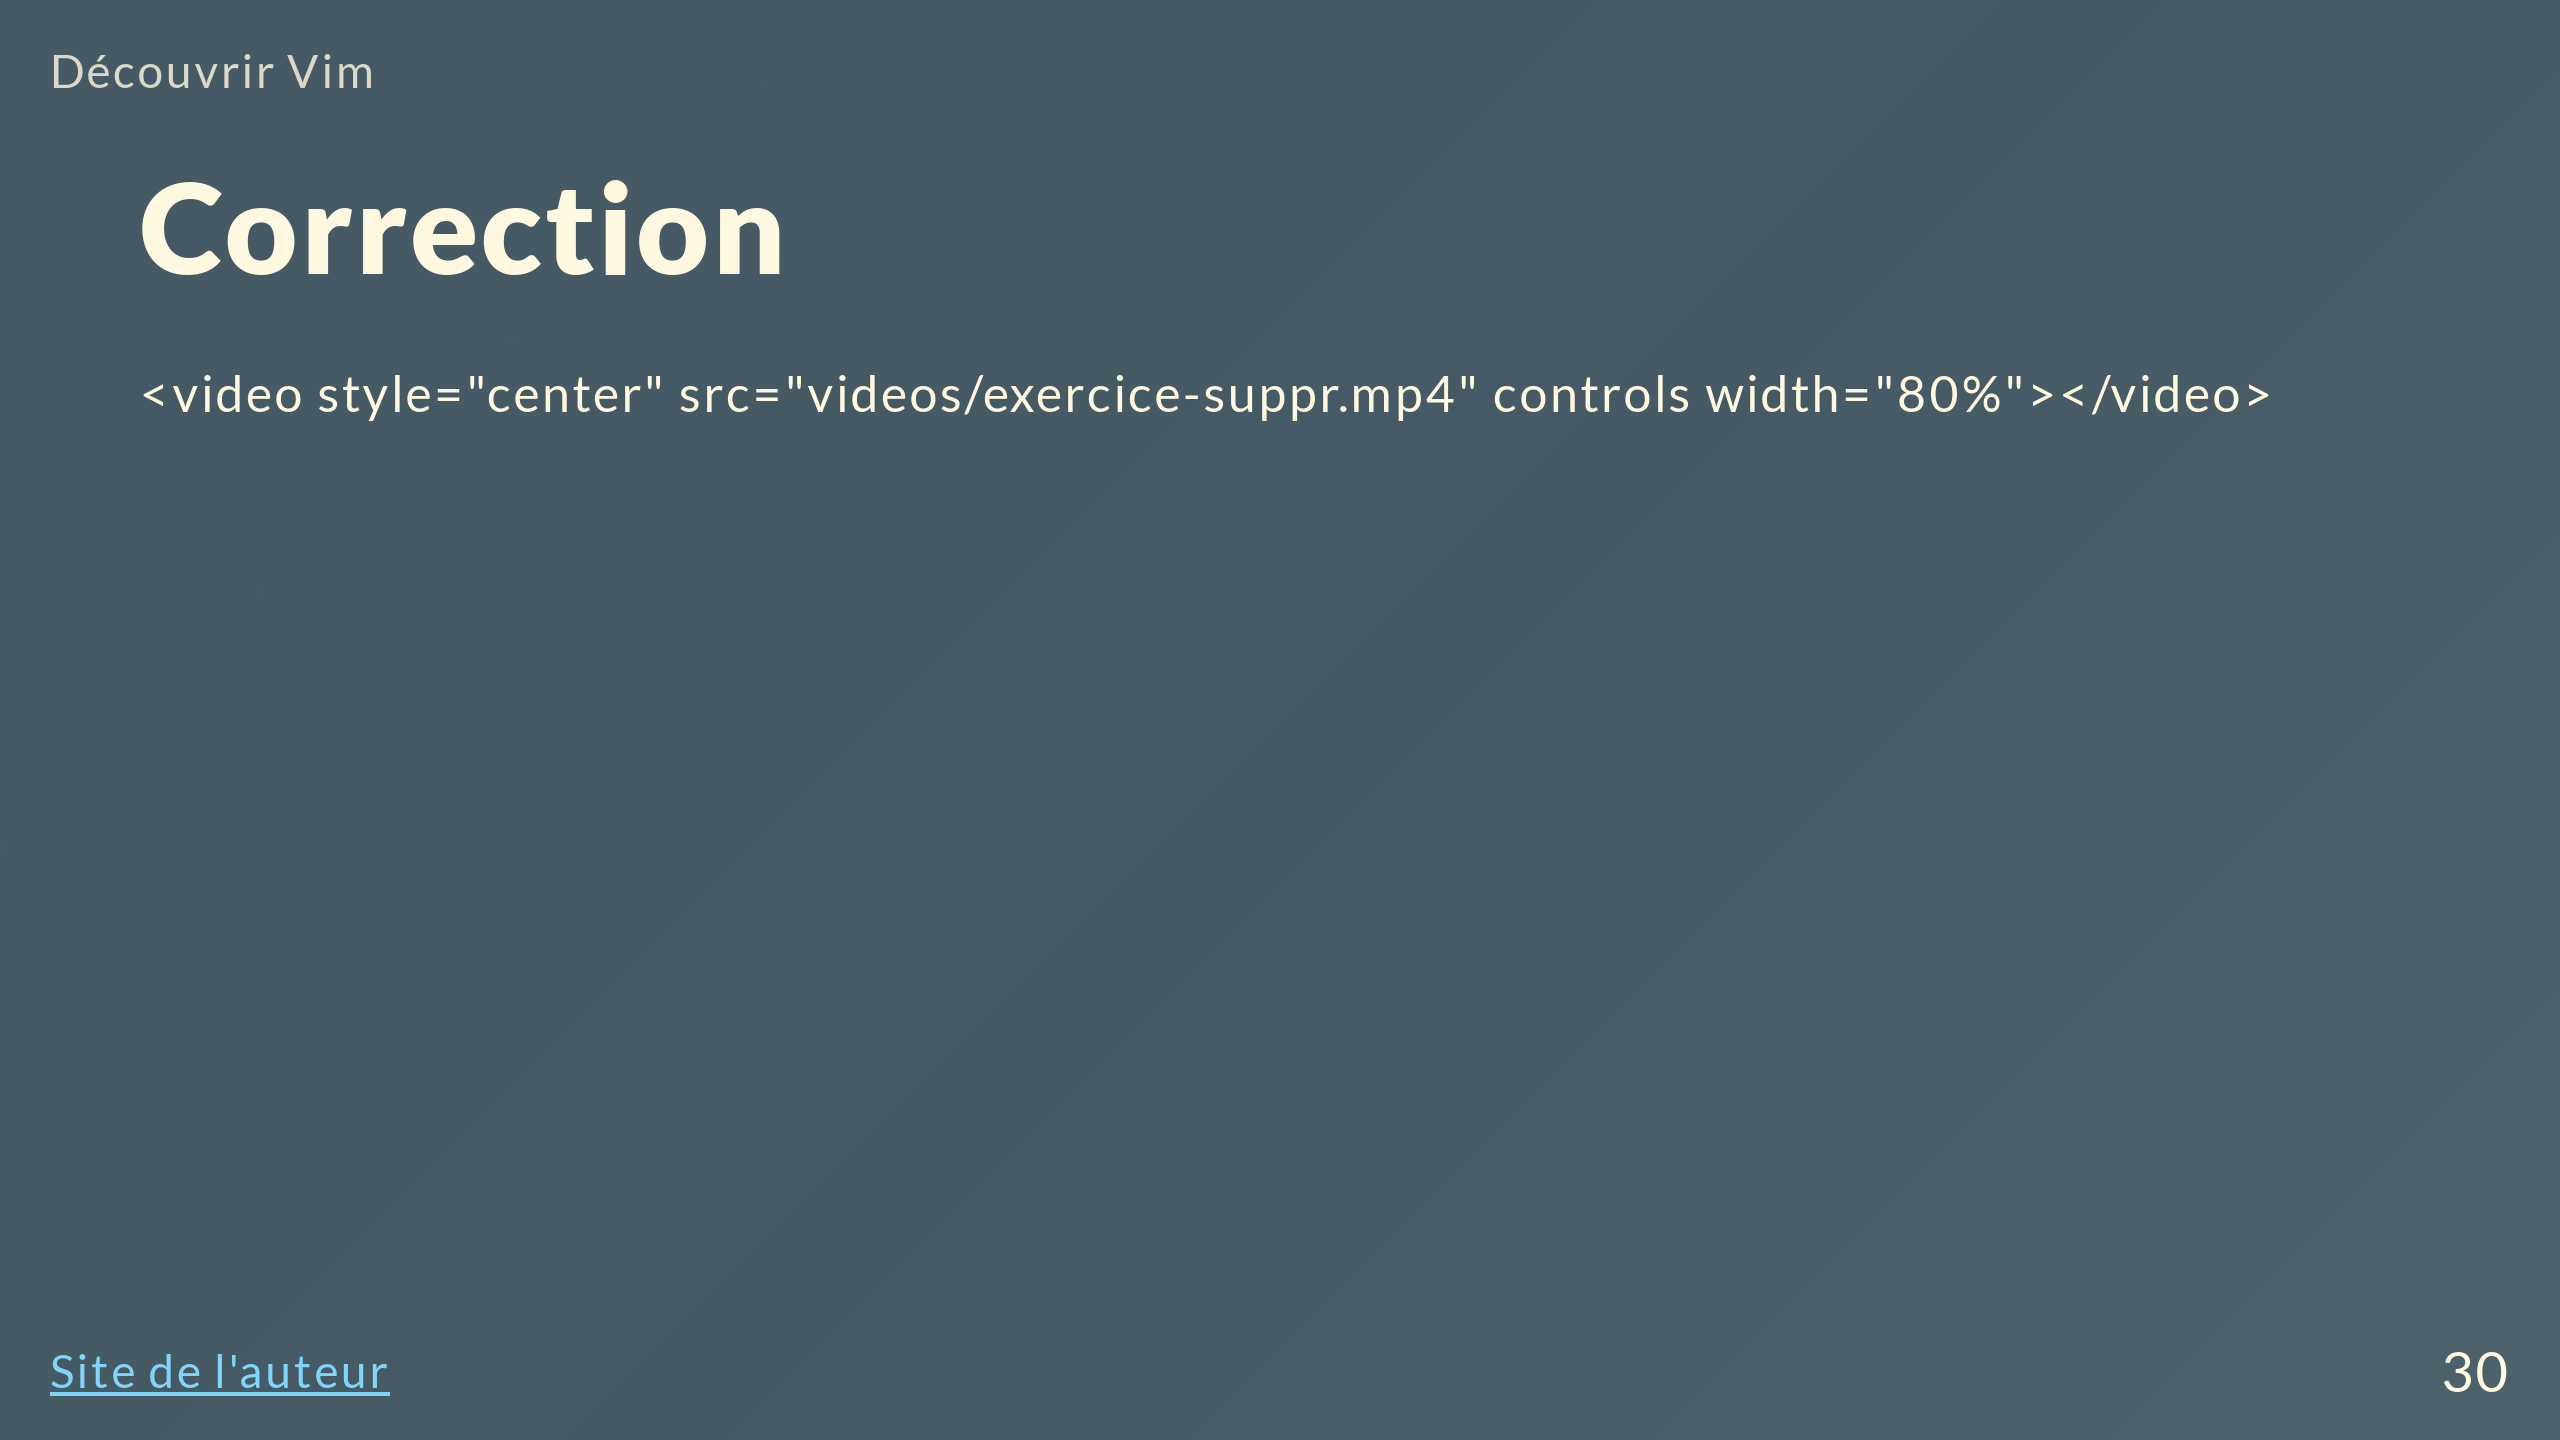 Découvrir Vim
Correction
<video style="center" src="videos/exercice-suppr.mp4" controls width="80%"></video>
Site de l'auteur
30